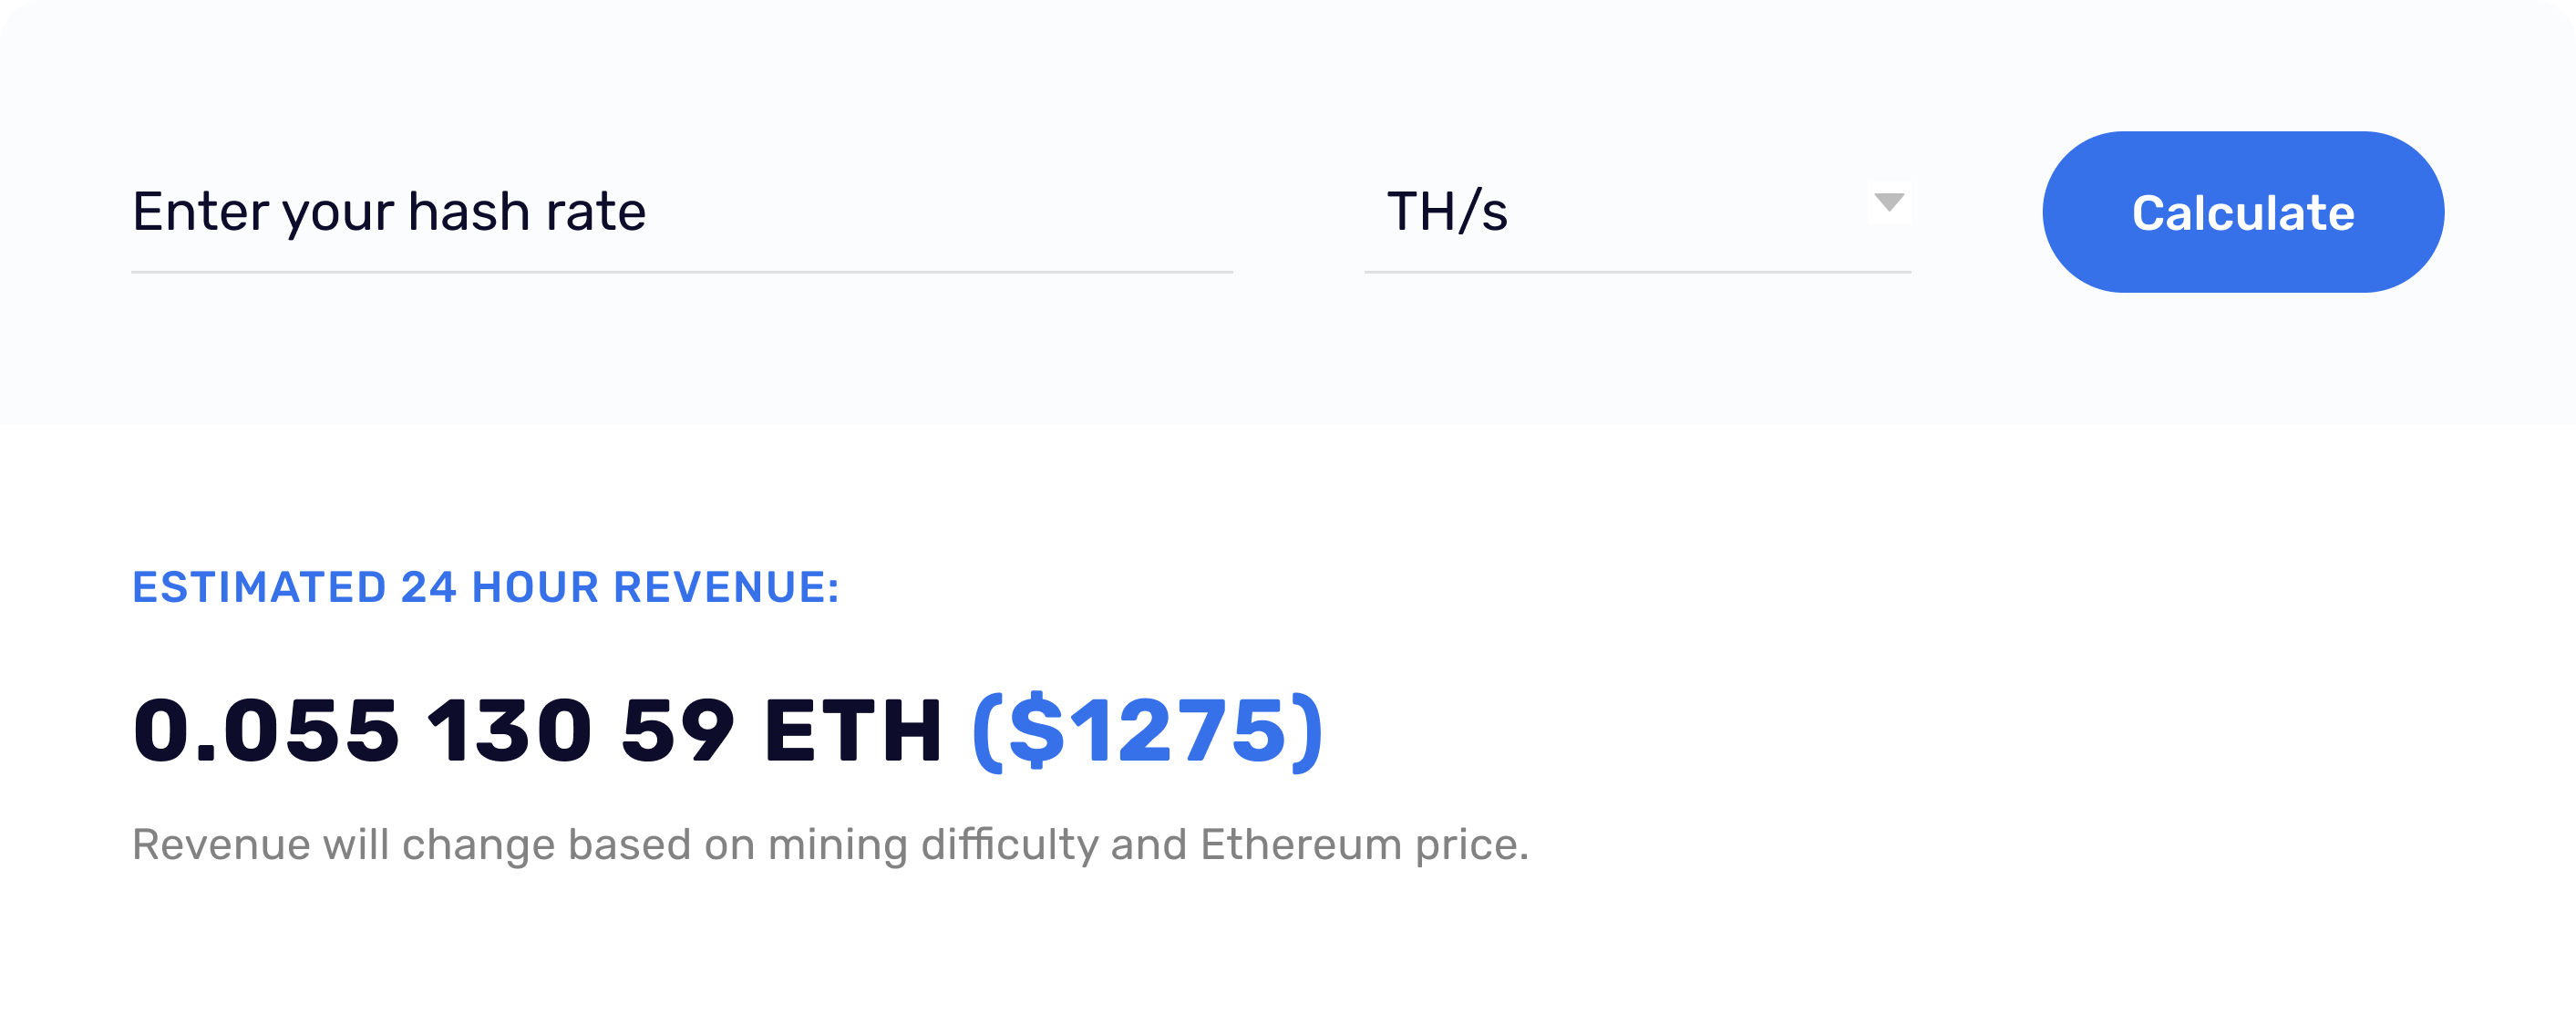 Enter your hash rate
TH/s
Calculate
ESTIMATED 24 HOUR REVENUE:
0.055 130 59 ETH ($1275)
Revenue will change based on mining difficulty and Ethereum price.